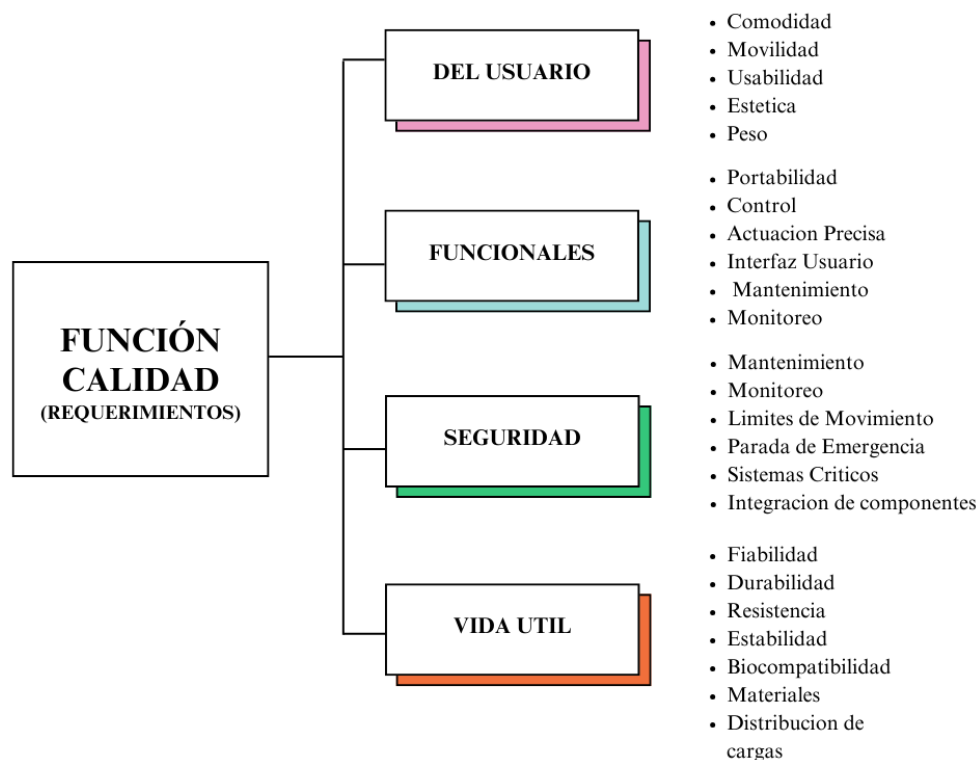 FUNCIÓN
CALIDAD
(REQUERIMIENTOS)
DEL USUARIO
• Comodidad
• Movilidad
• Usabilidad
• Estetica
• Peso
FUNCIONALES
• Portabilidad
• Control
• Actuacion Precisa
• Interfaz Usuario
• Mantenimiento
• Monitoreo
SEGURIDAD
• Mantenimiento
• Monitoreo
• Limites de Movimiento
• Parada de Emergencia
• Sistemas Criticos
• Integracion de componentes
VIDA UTIL
• Fiabilidad
• Durabilidad
• Resistencia
• Estabilidad
• Biocompatibilidad
• Materiales
• Distribucion de
cargas